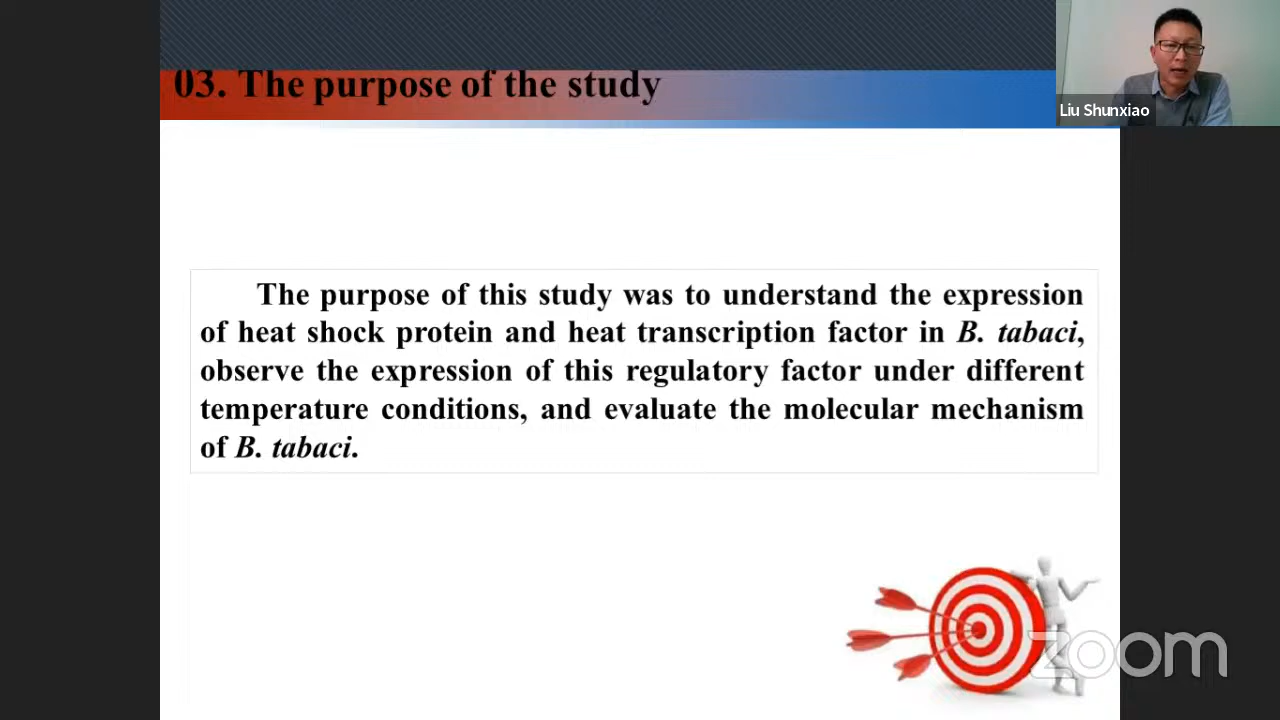 03. The purpose of the study
Liu Shunxiao
The purpose of this study was to understand the expression
of heat shock protein and heat transcription factor in B. tabaci,
observe the expression of this regulatory factor under different
temperature conditions, and evaluate the molecular mechanism
of B. tabaci.
zoom